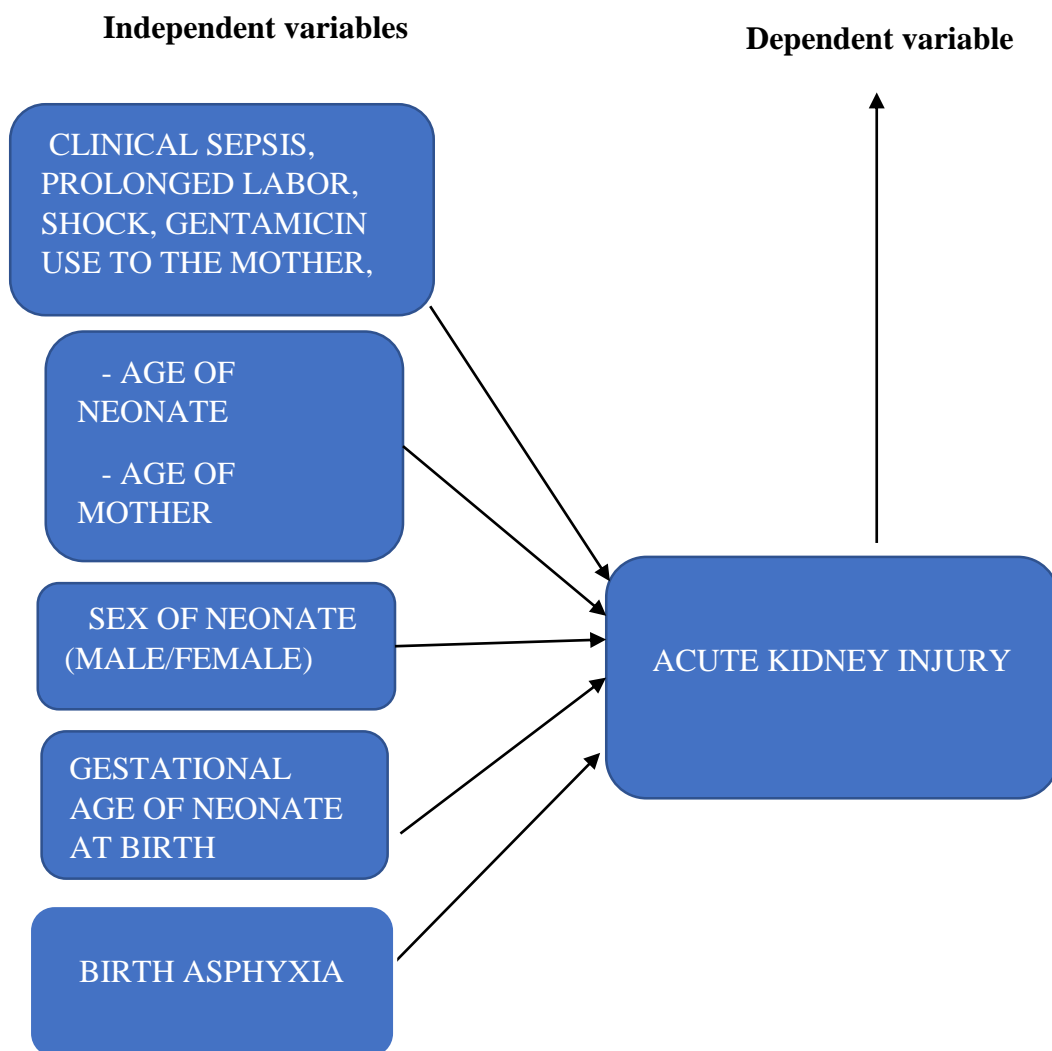 Independent variables
Dependent variable
CLINICAL SEPSIS,
PROLONGED LABOR,
SHOCK, GENTAMICIN
USE TO THE MOTHER,
- AGE OF
NEONATE
- AGE OF
MOTHER
SEX OF NEONATE
(MALE/FEMALE)
GESTATIONAL
AGE OF NEONATE
AT BIRTH
BIRTH ASPHYXIA
ACUTE KIDNEY INJURY